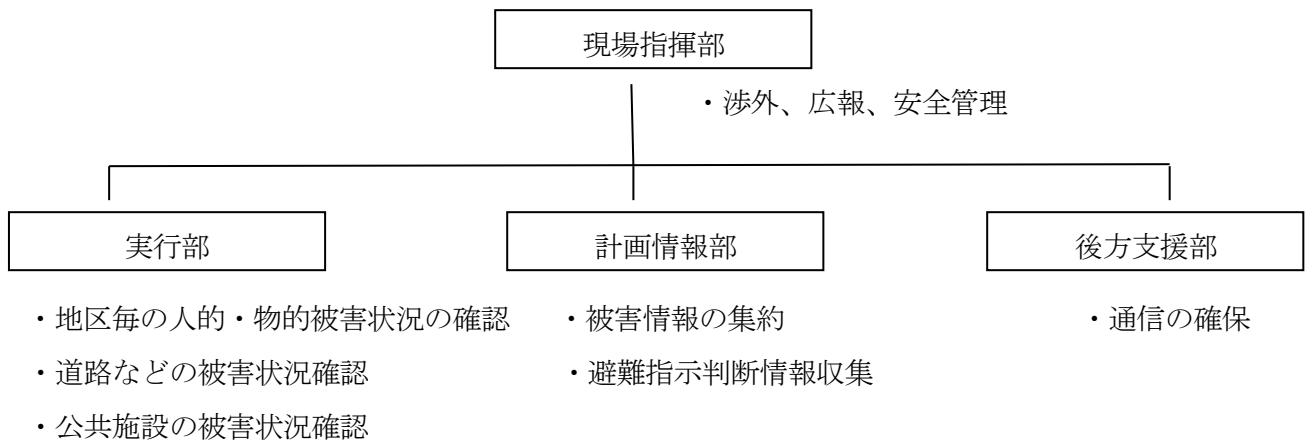 現場指揮部
・渉外、広報、安全管理
実行部
計画情報部
後方支援部
・地区毎の人的・物的被害状況の確認
・道路などの被害状況確認
・公共施設の被害状況確認
・被害情報の集約
・避難指示判断情報収集
・通信の確保